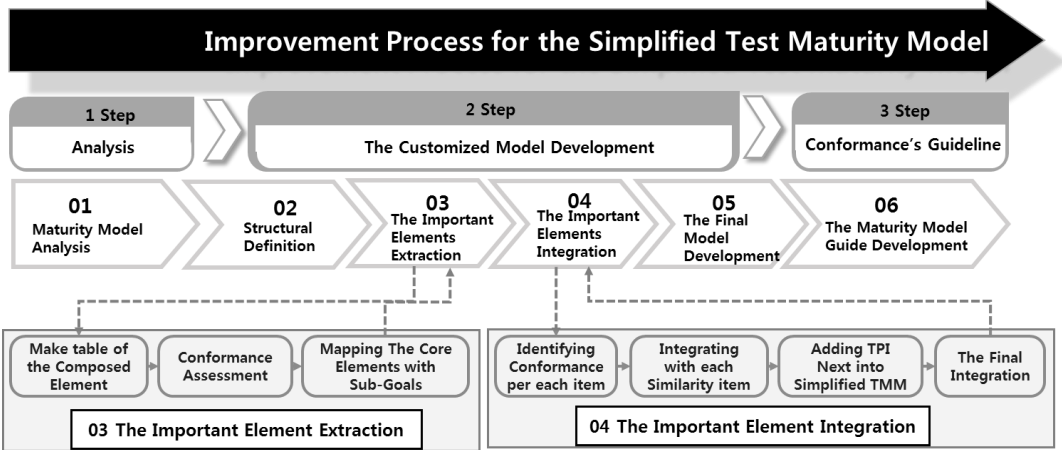 Improvement Process for the Simplified Test Maturity Model
1 Step
Analysis
2 Step
The Customized Model Development
3 Step
Conformance's Guideline
01
Maturity Model
Analysis
02
Structural
Definition
03
The Important
Elements
Extraction
04
The Important
Elements
Integration
05
The Final
Model
Development
06
The Maturity Model
Guide Development
Make table of
the Composed
Element
Conformance
Assessment
Mapping The Core
Elements with
Sub-Goals
03 The Important Element Extraction
Identifying
Conformance
per each item
Integrating
with each
Similarity item
Adding TPI
Next into
Simplified TMM
The Final
Integration
04 The Important Element Integration